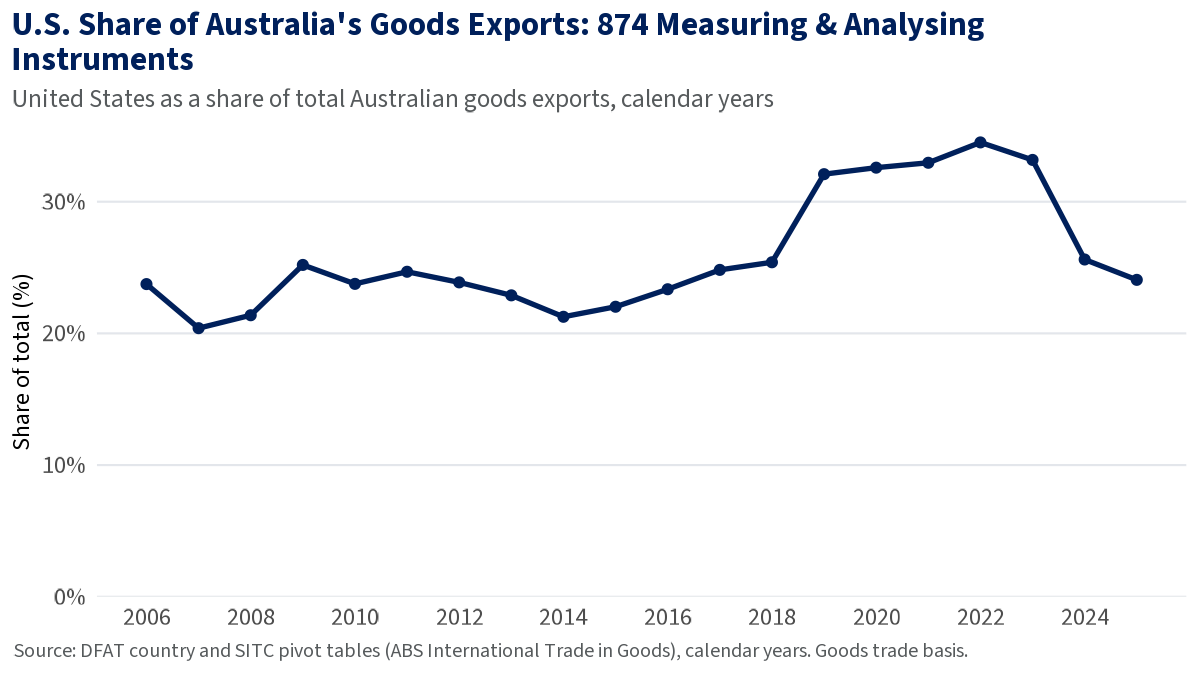 U.S. Share of Australia's Goods Exports: 874 Measuring & Analysing
Instruments
United States as a share of total Australian goods exports, calendar years
Share of total (%)
30%
20%
10%
0%
2006 2008 2010 2012 2014 2016 2018 2020 2022 2024
Source: DFAT country and SITC pivot tables (ABS International Trade in Goods), calendar years. Goods trade basis.